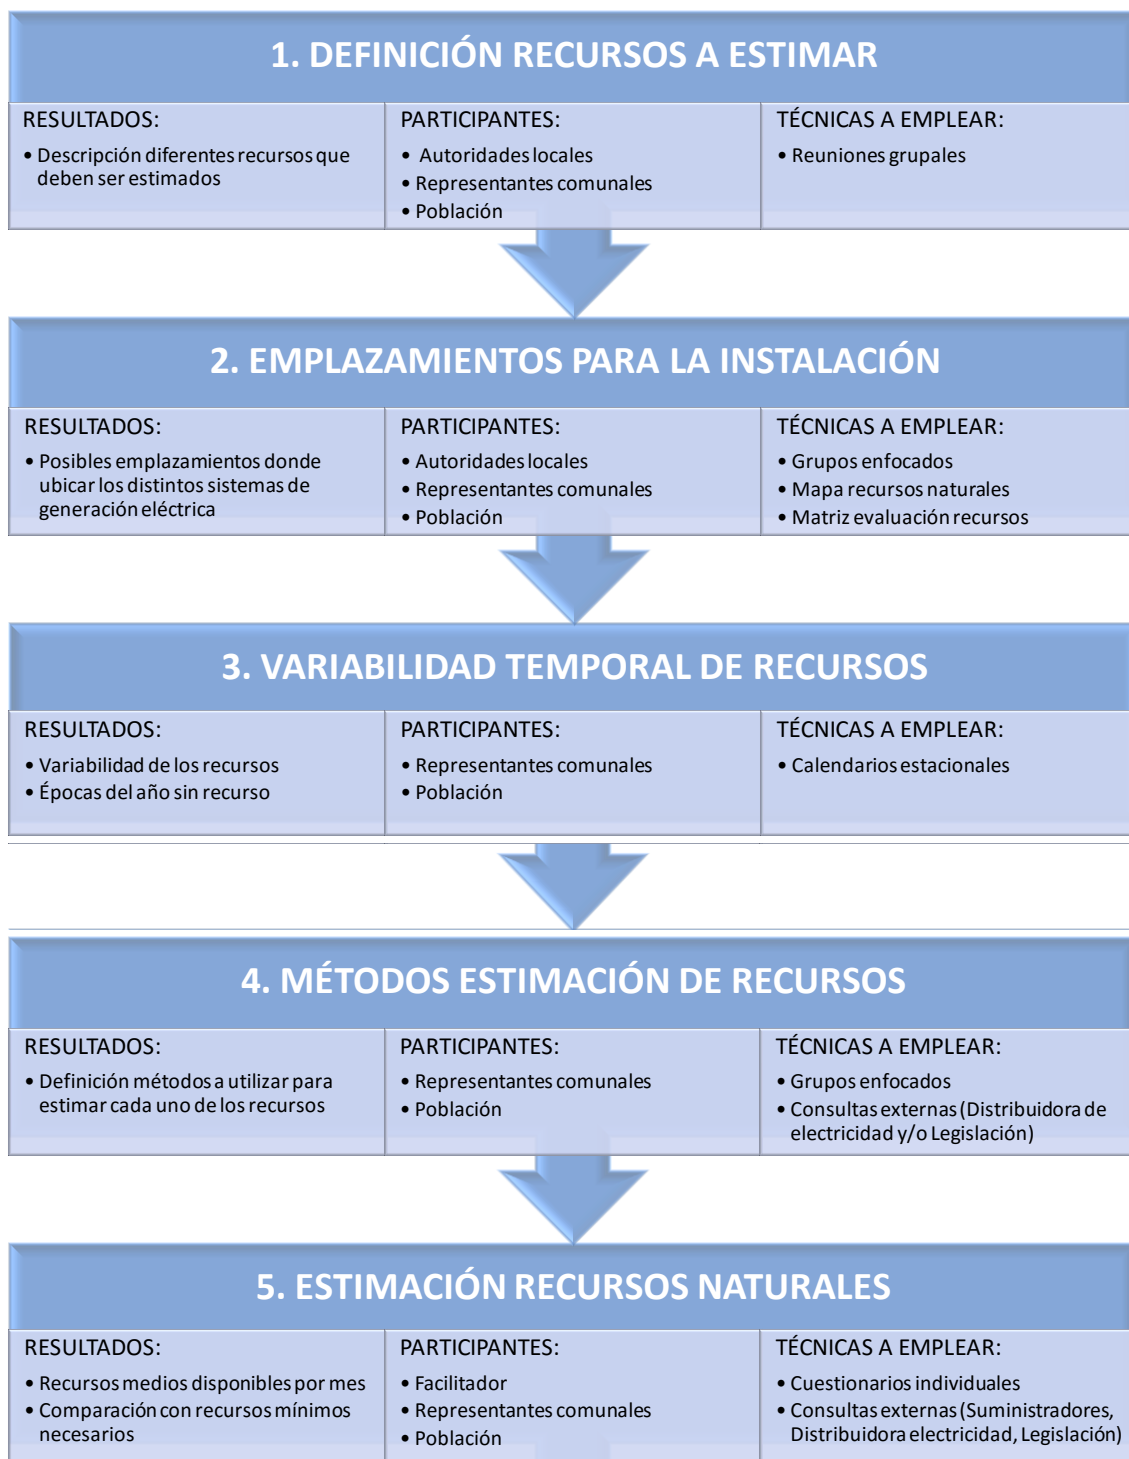 1. DEFINICIÓN RECURSOS A ESTIMAR
RESULTADOS:
• Descripción diferentes recursos que
deben ser estimados
PARTICIPANTES:
• Autoridades locales
• Representantes comunales
• Población
TÉCNICAS A EMPLEAR:
• Reuniones grupales
2. EMPLAZAMIENTOS PARA LA INSTALACIÓN
RESULTADOS:
• Posibles emplazamientos donde
ubicar los distintos sistemas de
generación eléctrica
PARTICIPANTES:
• Autoridades locales
• Representantes comunales
• Población
TÉCNICAS A EMPLEAR:
• Grupos enfocados
• Mapa recursos naturales
• Matriz evaluación recursos
3. VARIABILIDAD TEMPORAL DE RECURSOS
RESULTADOS:
• Variabilidad de los recursos
• Épocas del año sin recurso
PARTICIPANTES:
• Representantes comunales
• Población
TÉCNICAS A EMPLEAR:
• Calendarios estacionales
4. MÉTODOS ESTIMACIÓN DE RECURSOS
RESULTADOS:
• Definición métodos a utilizar para
estimar cada uno de los recursos
PARTICIPANTES:
• Representantes comunales
• Población
TÉCNICAS A EMPLEAR:
• Grupos enfocados
• Consultas externas (Distribuidora de
electricidad y/o Legislación)
5. ESTIMACIÓN RECURSOS NATURALES
RESULTADOS:
• Recursos medios disponibles por mes
• Comparación con recursos mínimos
necesarios
PARTICIPANTES:
• Facilitador
• Representantes comunales
• Población
TÉCNICAS A EMPLEAR:
• Cuestionarios individuales
• Consultas externas (Suministradores,
Distribuidora electricidad, Legislación)